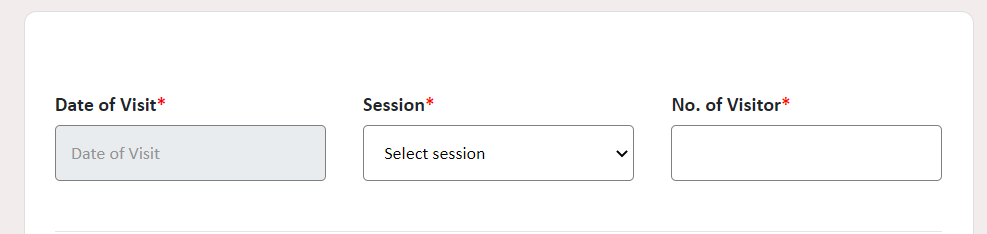 Date of Visit* Session* No. of Visitor*
Date of Visit Select session